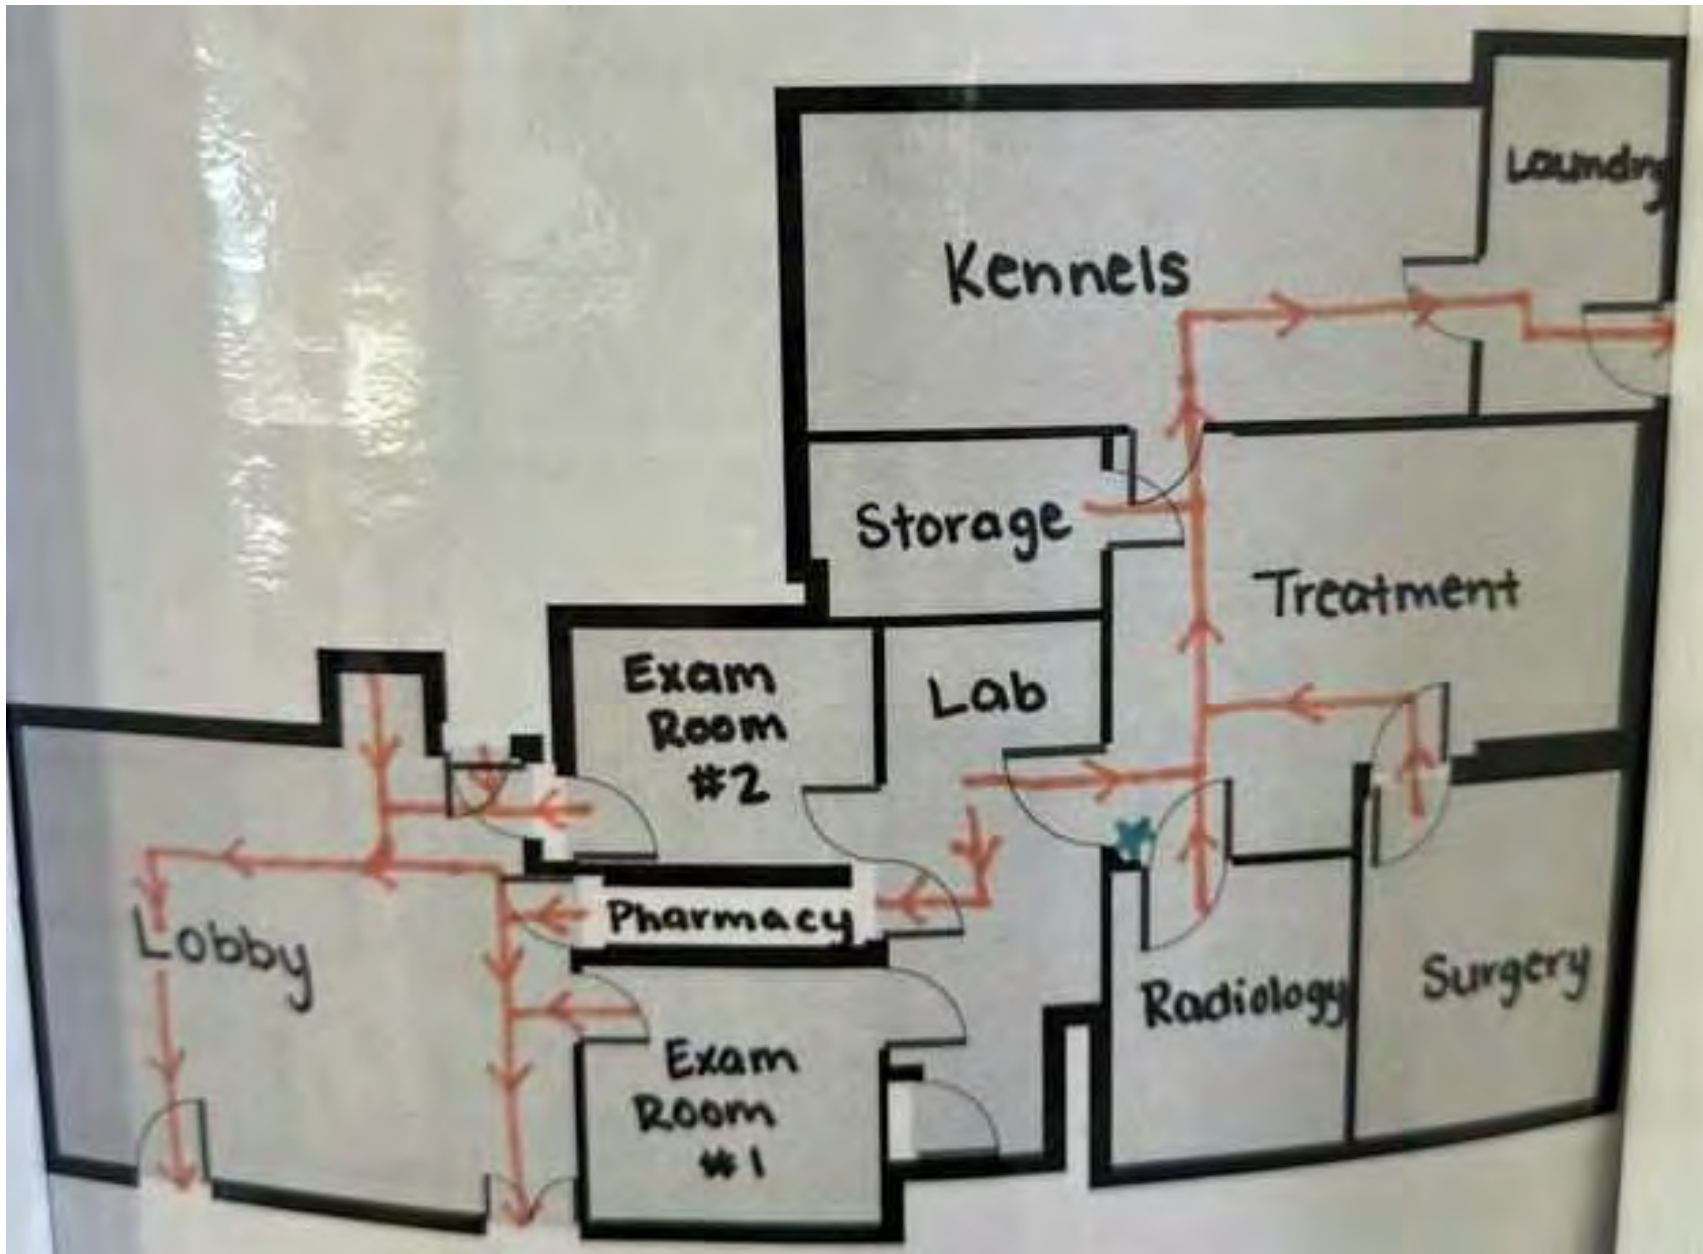 Laundry
Kennels
Storage
Treatment
Exam
Room
#2
Lab
Pharmacy
Lobby
Radiology
Surgery
Exam
Room
#1